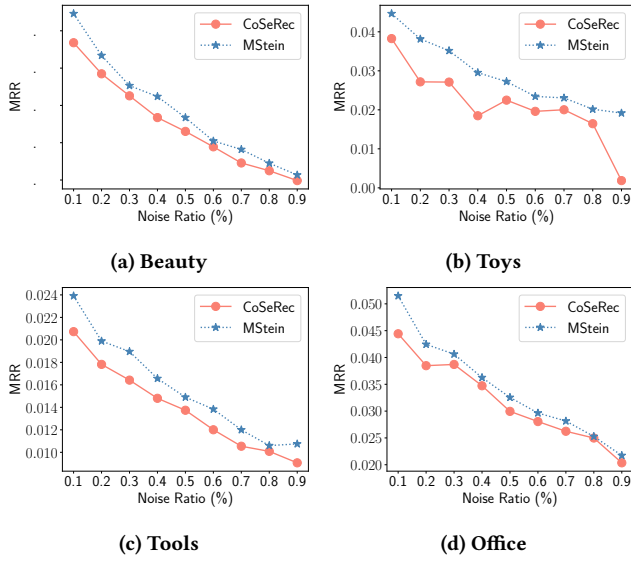 CoSeRec
MStein
MRR
0.1 0.2 0.3 0.4 0.5 0.6 0.7 0.8 0.9
Noise Ratio (%)
(a) Beauty
0.04
0.03
0.02
0.01
0.00
CoSeRec
MStein
MRR
0.1 0.2 0.3 0.4 0.5 0.6 0.7 0.8 0.9
Noise Ratio (%)
(b) Toys
0.024
0.022
0.020
0.018
0.016
0.014
0.012
0.010
CoSeRec
MStein
MRR
0.1 0.2 0.3 0.4 0.5 0.6 0.7 0.8 0.9
Noise Ratio (%)
(c) Tools
0.050
0.045
0.040
0.035
0.030
0.025
0.020
CoSeRec
MStein
MRR
0.1 0.2 0.3 0.4 0.5 0.6 0.7 0.8 0.9
Noise Ratio (%)
(d) Office